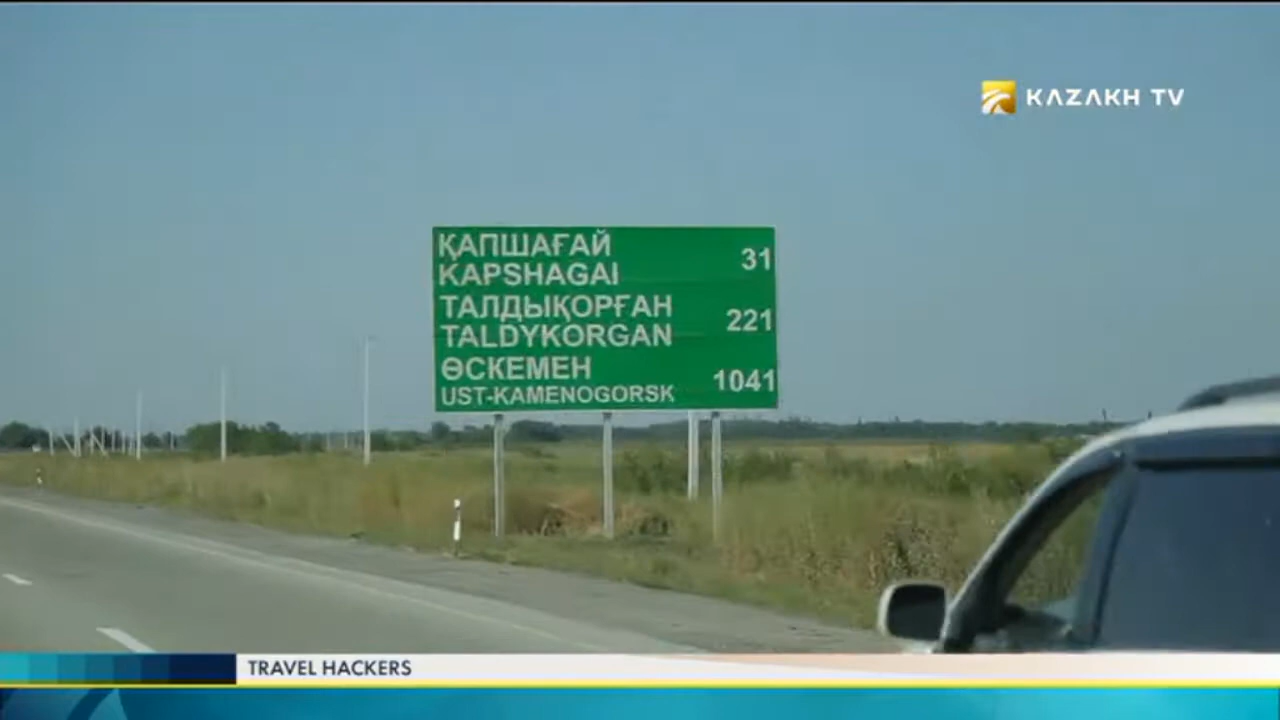 KAZAKH TV
ҚАПШАҒАЙ 31
KAPSHAGAI
ТАЛДЫҚОРҒАН 221
TALDYKORGAN
ӨСКЕМЕН 1041
UST-KAMENOGORSK
TRAVEL HACKERS